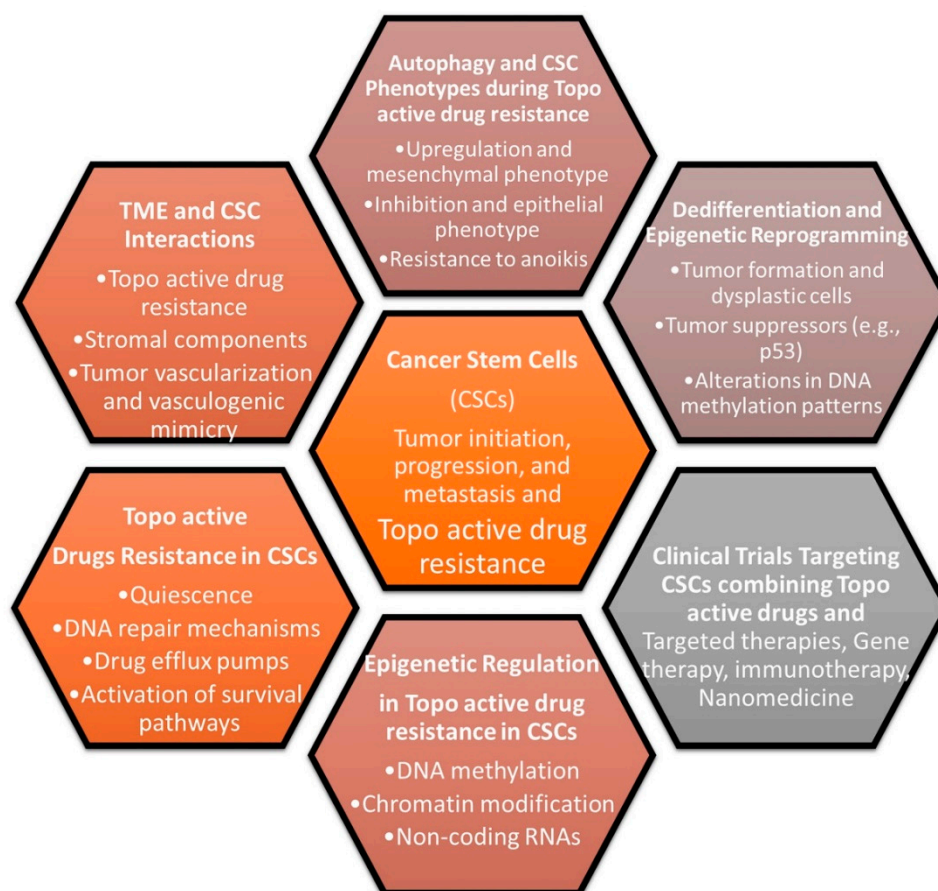 Autophagy and CSC
Phenotypes during Topo
active drug resistance
•Upregulation and
mesenchymal phenotype
•Inhibition and epithelial
phenotype
•Resistance to anoikis
TME and CSC
Interactions
•Topo active drug
resistance
•Stromal components
•Tumor vascularization
and vasculogenic
mimicry
Dedifferentiation and
Epigenetic Reprogramming
•Tumor formation and
dysplastic cells
•Tumor suppressors (e.g.,
p53)
•Alterations in DNA
methylation patterns
Cancer Stem Cells
(CSCs)
Tumor initiation,
progression, and
metastasis and
Topo active drug
resistance
Topo active
Drugs Resistance in CSCs
•Quiescence
•DNA repair mechanisms
•Drug efflux pumps
•Activation of survival
pathways
Clinical Trials Targeting
CSCs combining Topo
active drugs and
Targeted therapies, Gene
therapy, immunotherapy,
Nanomedicine
Epigenetic Regulation
in Topo active drug
resistance in CSCs
•DNA methylation
•Chromatin modification
•Non-coding RNAs